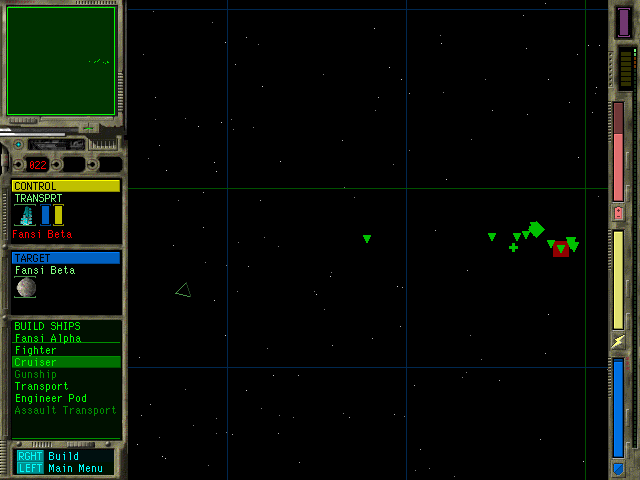 022
CONTROL
TRANSPRT
Fansi Beta
TARGET
Fansi Beta
BUILD SHIPS
Fansi Alpha
Fighter
Cruiser
Gunship
Transport
Engineer Pod
Assault Transport
RGHT Build
LEFT Main Menu